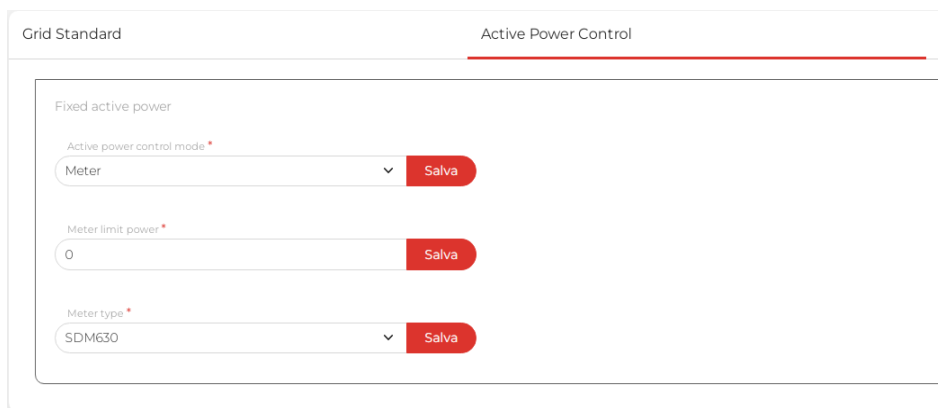 Grid Standard
Active Power Control
Fixed active power
Active power control mode *
Meter
Salva
Meter limit power *
0
Salva
Meter type *
SDM630
Salva